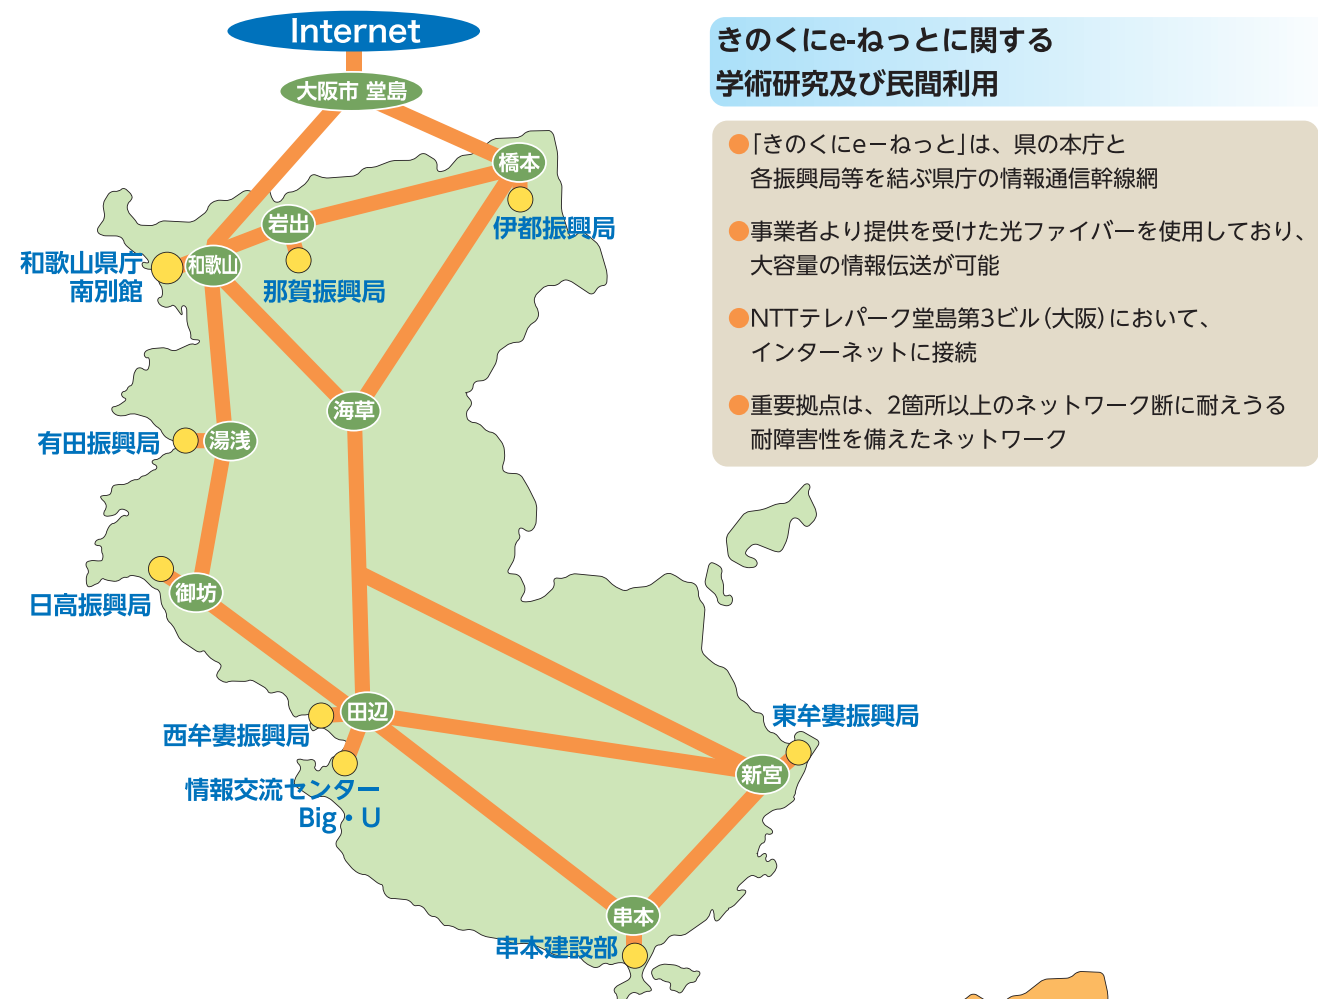 Internet
大阪市 堂島
橋本
伊都振興局
岩出
那賀振興局
和歌山
和歌山県庁
南別館
海草
湯浅
有田振興局
御坊
日高振興局
田辺
西牟婁振興局
情報交流センター
Big・U
新宮
東牟婁振興局
串本
串本建設部
きのくにe-ねっとに関する
学術研究及び民間利用
●「きのくにe－ねっと」は、県の本庁と
各振興局等を結ぶ県庁の情報通信幹線網
●事業者より提供を受けた光ファイバーを使用しており、
大容量の情報伝送が可能
●NTTテレパーク堂島第3ビル（大阪）において、
インターネットに接続
●重要拠点は、2箇所以上のネットワーク断に耐えうる
耐障害性を備えたネットワーク